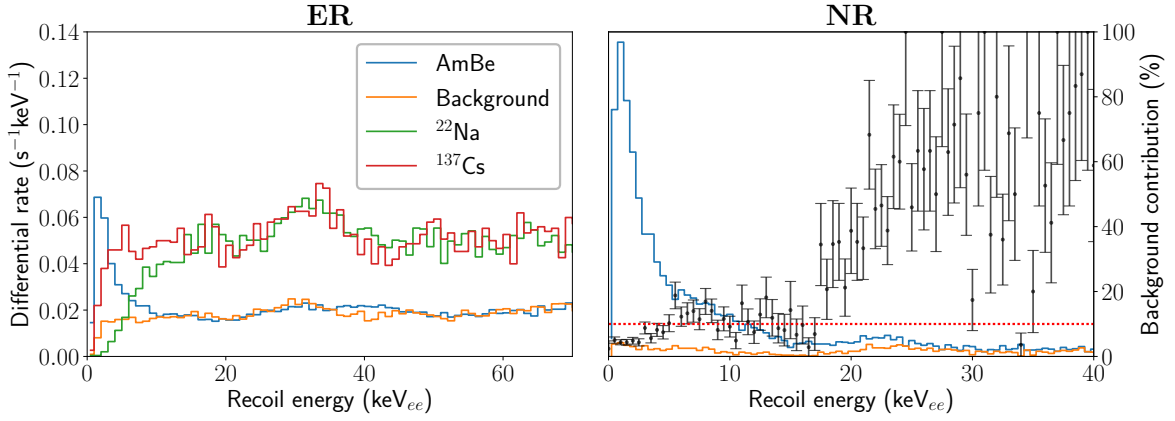 ER
NR
0.14
0.12
0.10
0.08
0.06
0.04
0.02
0.00
Differential rate (s⁻¹keV⁻¹)
AmBe
Background
²²Na
¹³⁷Cs
0
20
40
60
Recoil energy (keVₑₑ)
0
10
20
30
40
Recoil energy (keVₑₑ)
100
80
60
40
20
0
Background contribution (%)